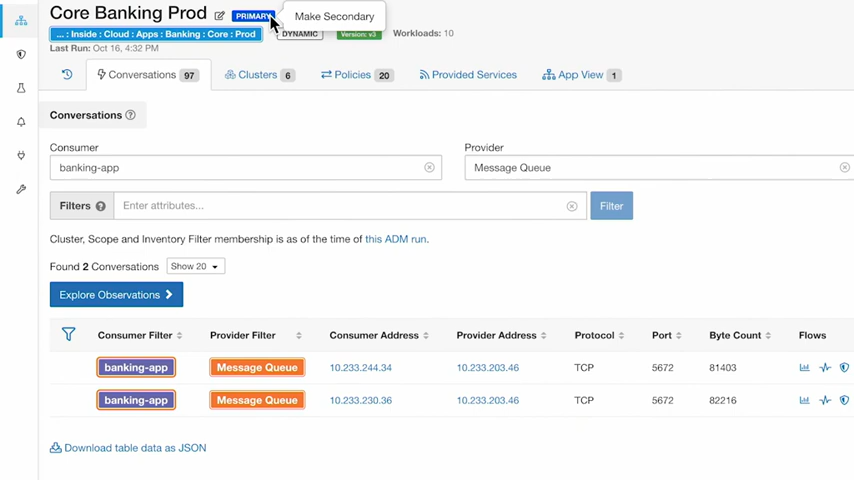 Core Banking Prod PRIMARY Make Secondary
... : Inside : Cloud : Apps : Banking : Core : Prod DYNAMIC Version: v3 Workloads: 10
Last Run: Oct 16, 4:32 PM
Conversations 97 Clusters 6 Policies 20 Provided Services App View 1
Conversations ?
Consumer Provider
banking-app Message Queue
Filters ? Enter attributes... Filter
Cluster, Scope and Inventory Filter membership is as of the time of this ADM run.
Found 2 Conversations Show 20
Explore Observations
Consumer Filter Provider Filter Consumer Address Provider Address Protocol Port Byte Count Flows
banking-app Message Queue 10.233.244.34 10.233.203.46 TCP 5672 81403
banking-app Message Queue 10.233.230.36 10.233.203.46 TCP 5672 82216
Download table data as JSON